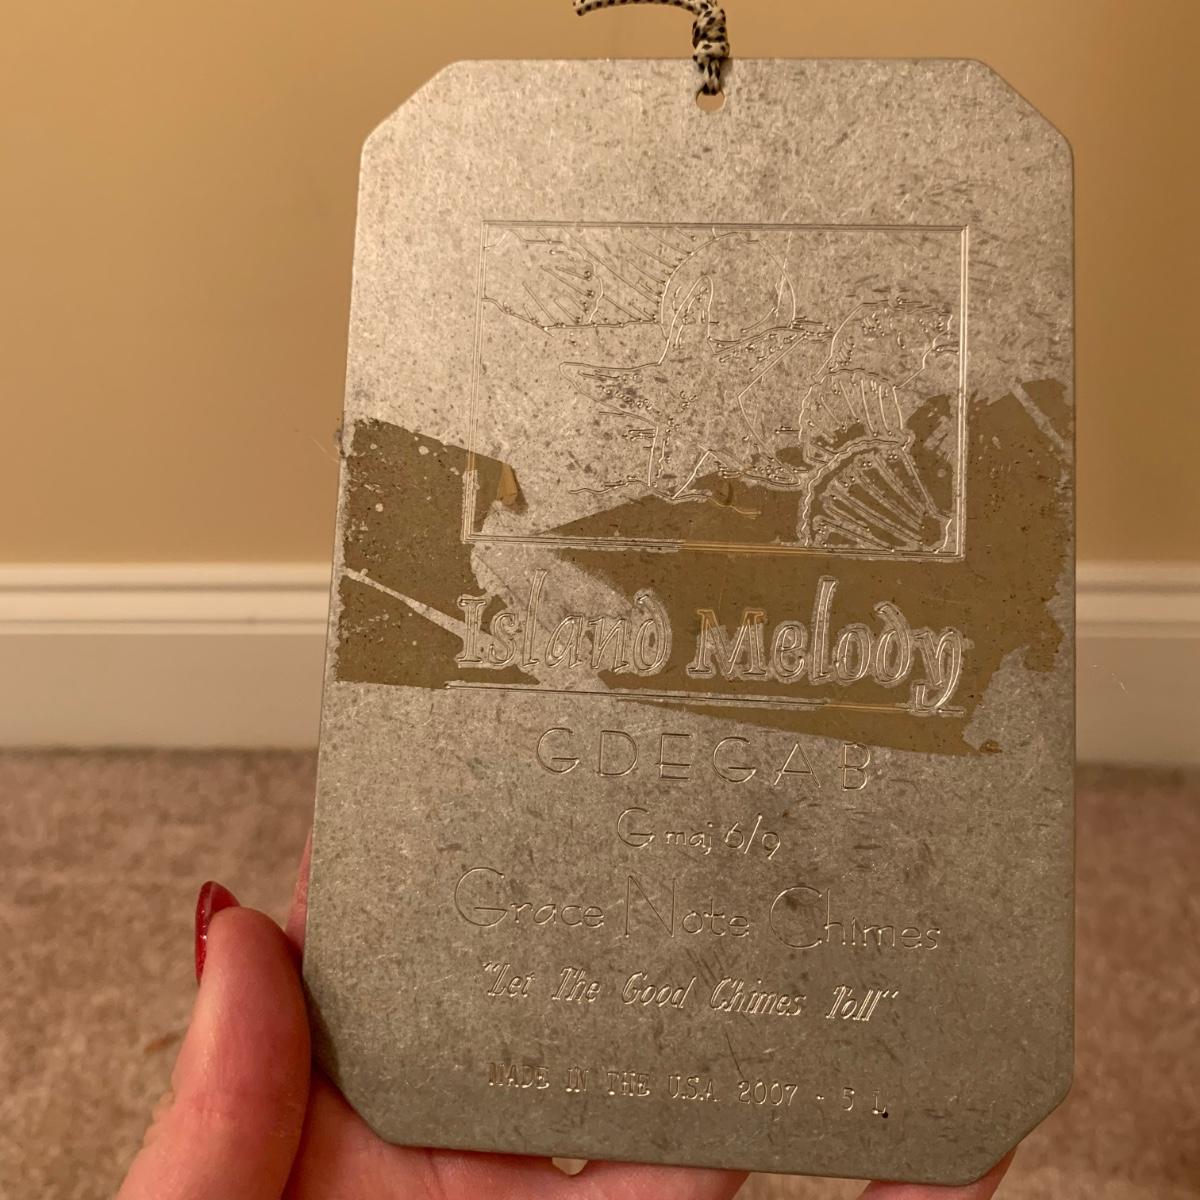 Island Melody
G D E G A B
G maj 6/9
Grace Note Chimes
"Let The Good Chimes Toll"
MADE IN THE U.S.A 2007 - 5 L